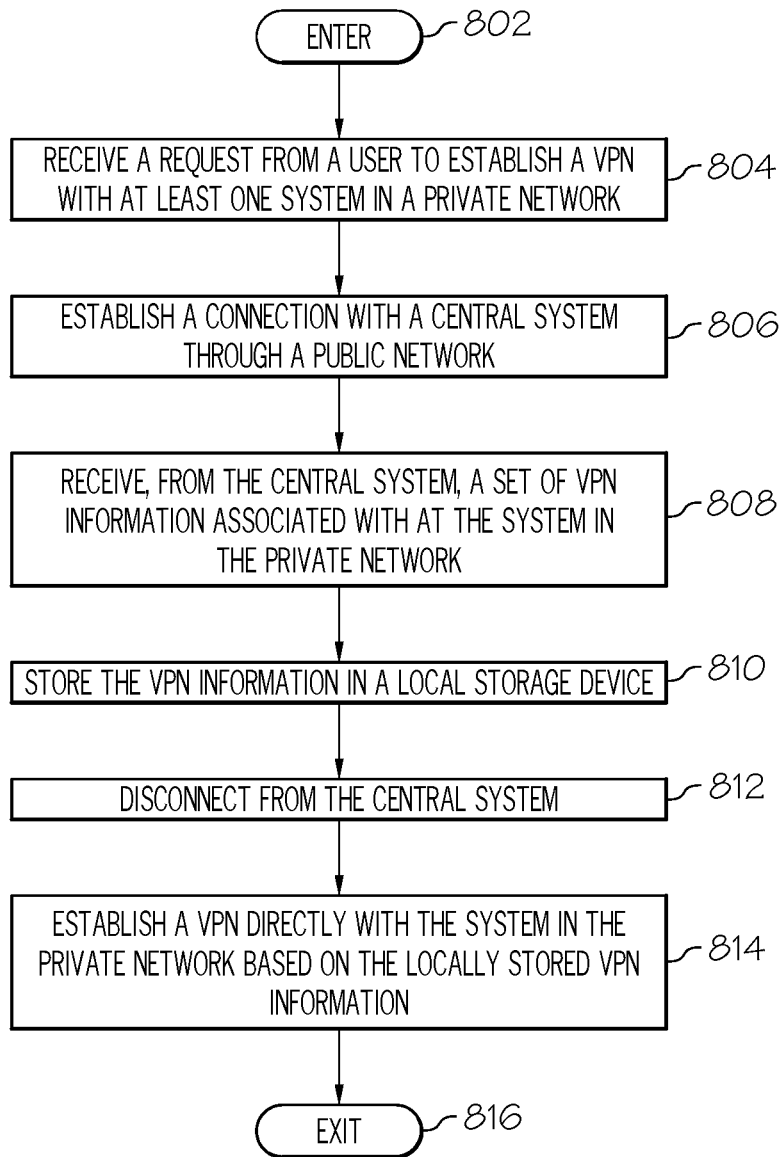 ENTER
802
RECEIVE A REQUEST FROM A USER TO ESTABLISH A VPN
WITH AT LEAST ONE SYSTEM IN A PRIVATE NETWORK
804
ESTABLISH A CONNECTION WITH A CENTRAL SYSTEM
THROUGH A PUBLIC NETWORK
806
RECEIVE, FROM THE CENTRAL SYSTEM, A SET OF VPN
INFORMATION ASSOCIATED WITH AT THE SYSTEM IN
THE PRIVATE NETWORK
808
STORE THE VPN INFORMATION IN A LOCAL STORAGE DEVICE
810
DISCONNECT FROM THE CENTRAL SYSTEM
812
ESTABLISH A VPN DIRECTLY WITH THE SYSTEM IN THE
PRIVATE NETWORK BASED ON THE LOCALLY STORED VPN
INFORMATION
814
EXIT
816